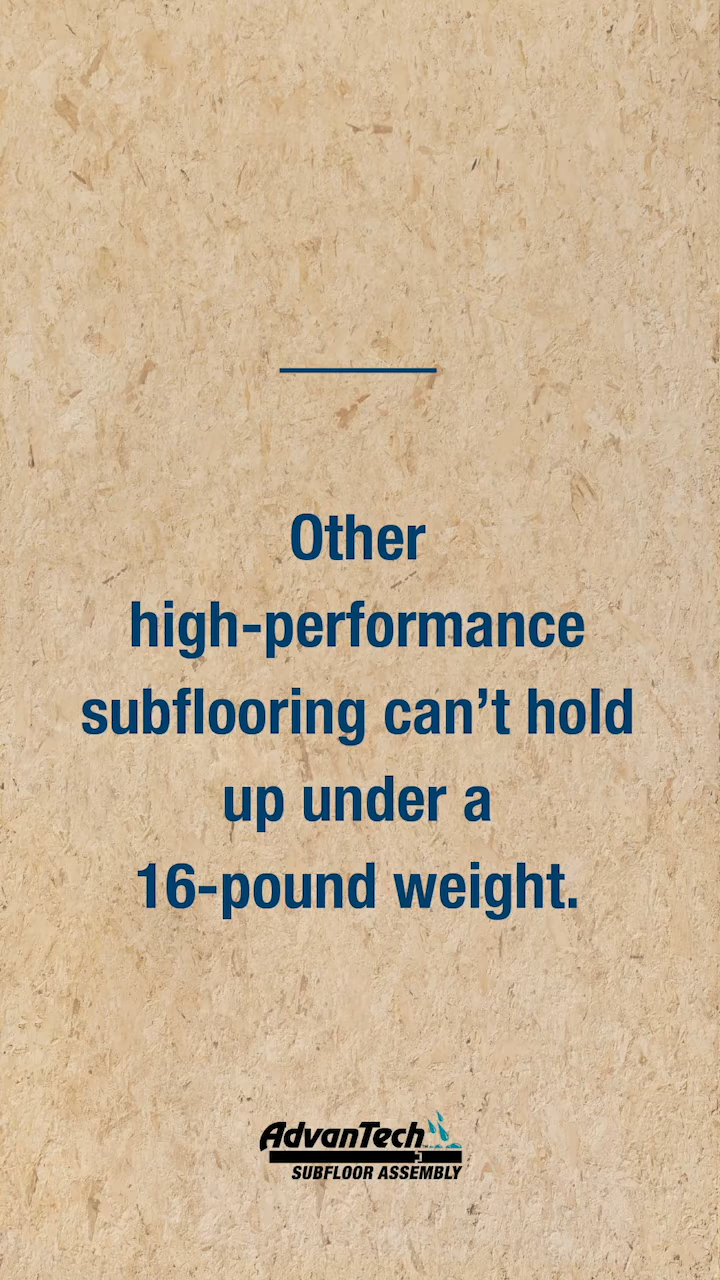 Other
high-performance
subflooring can’t hold
up under a
16-pound weight.
AdvanTech
SUBFLOOR ASSEMBLY